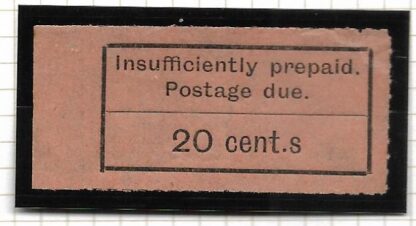 Insufficiently prepaid.
Postage due.
20 cent.s